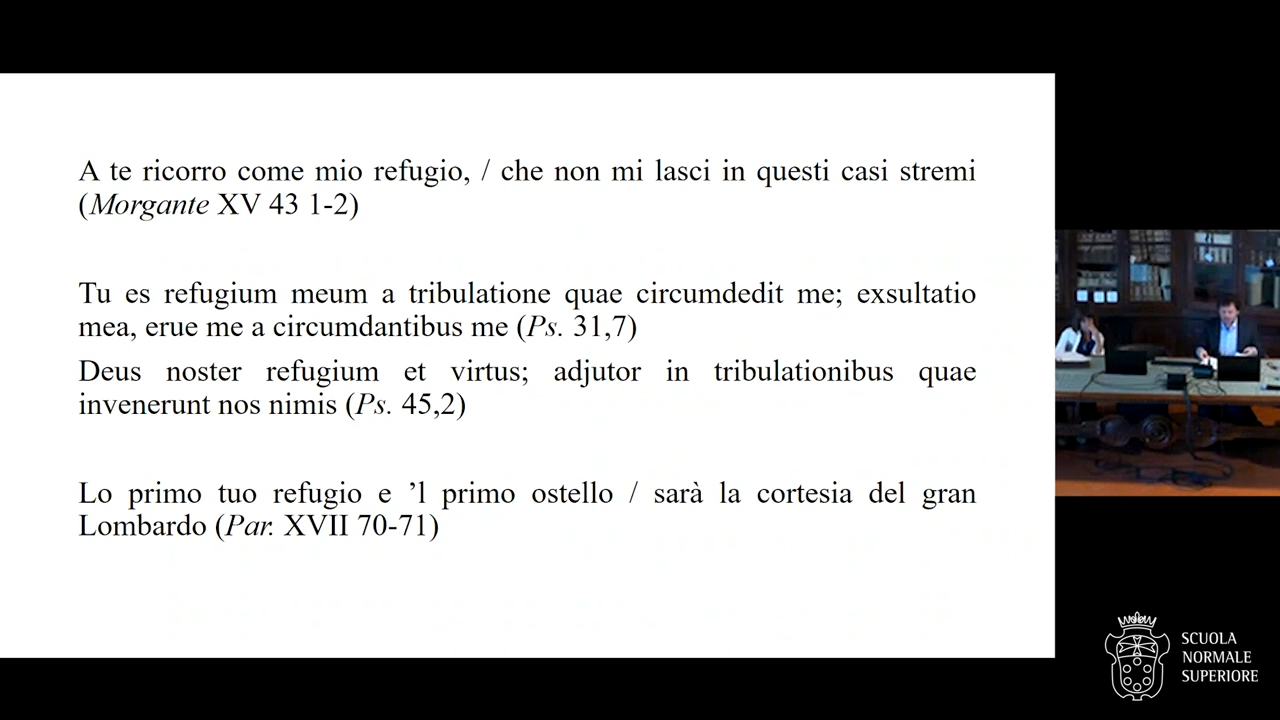 A te ricorro come mio refugio, / che non mi lasci in questi casi stremi
(Morgante XV 43 1-2)
Tu es refugium meum a tribulatione quae circumdedit me; exsultatio
mea, erue me a circumdantibus me (Ps. 31,7)
Deus noster refugium et virtus; adjutor in tribulationibus quae
invenerunt nos nimis (Ps. 45,2)
Lo primo tuo refugio e ’l primo ostello / sarà la cortesia del gran
Lombardo (Par. XVII 70-71)
SCUOLA
NORMALE
SUPERIORE